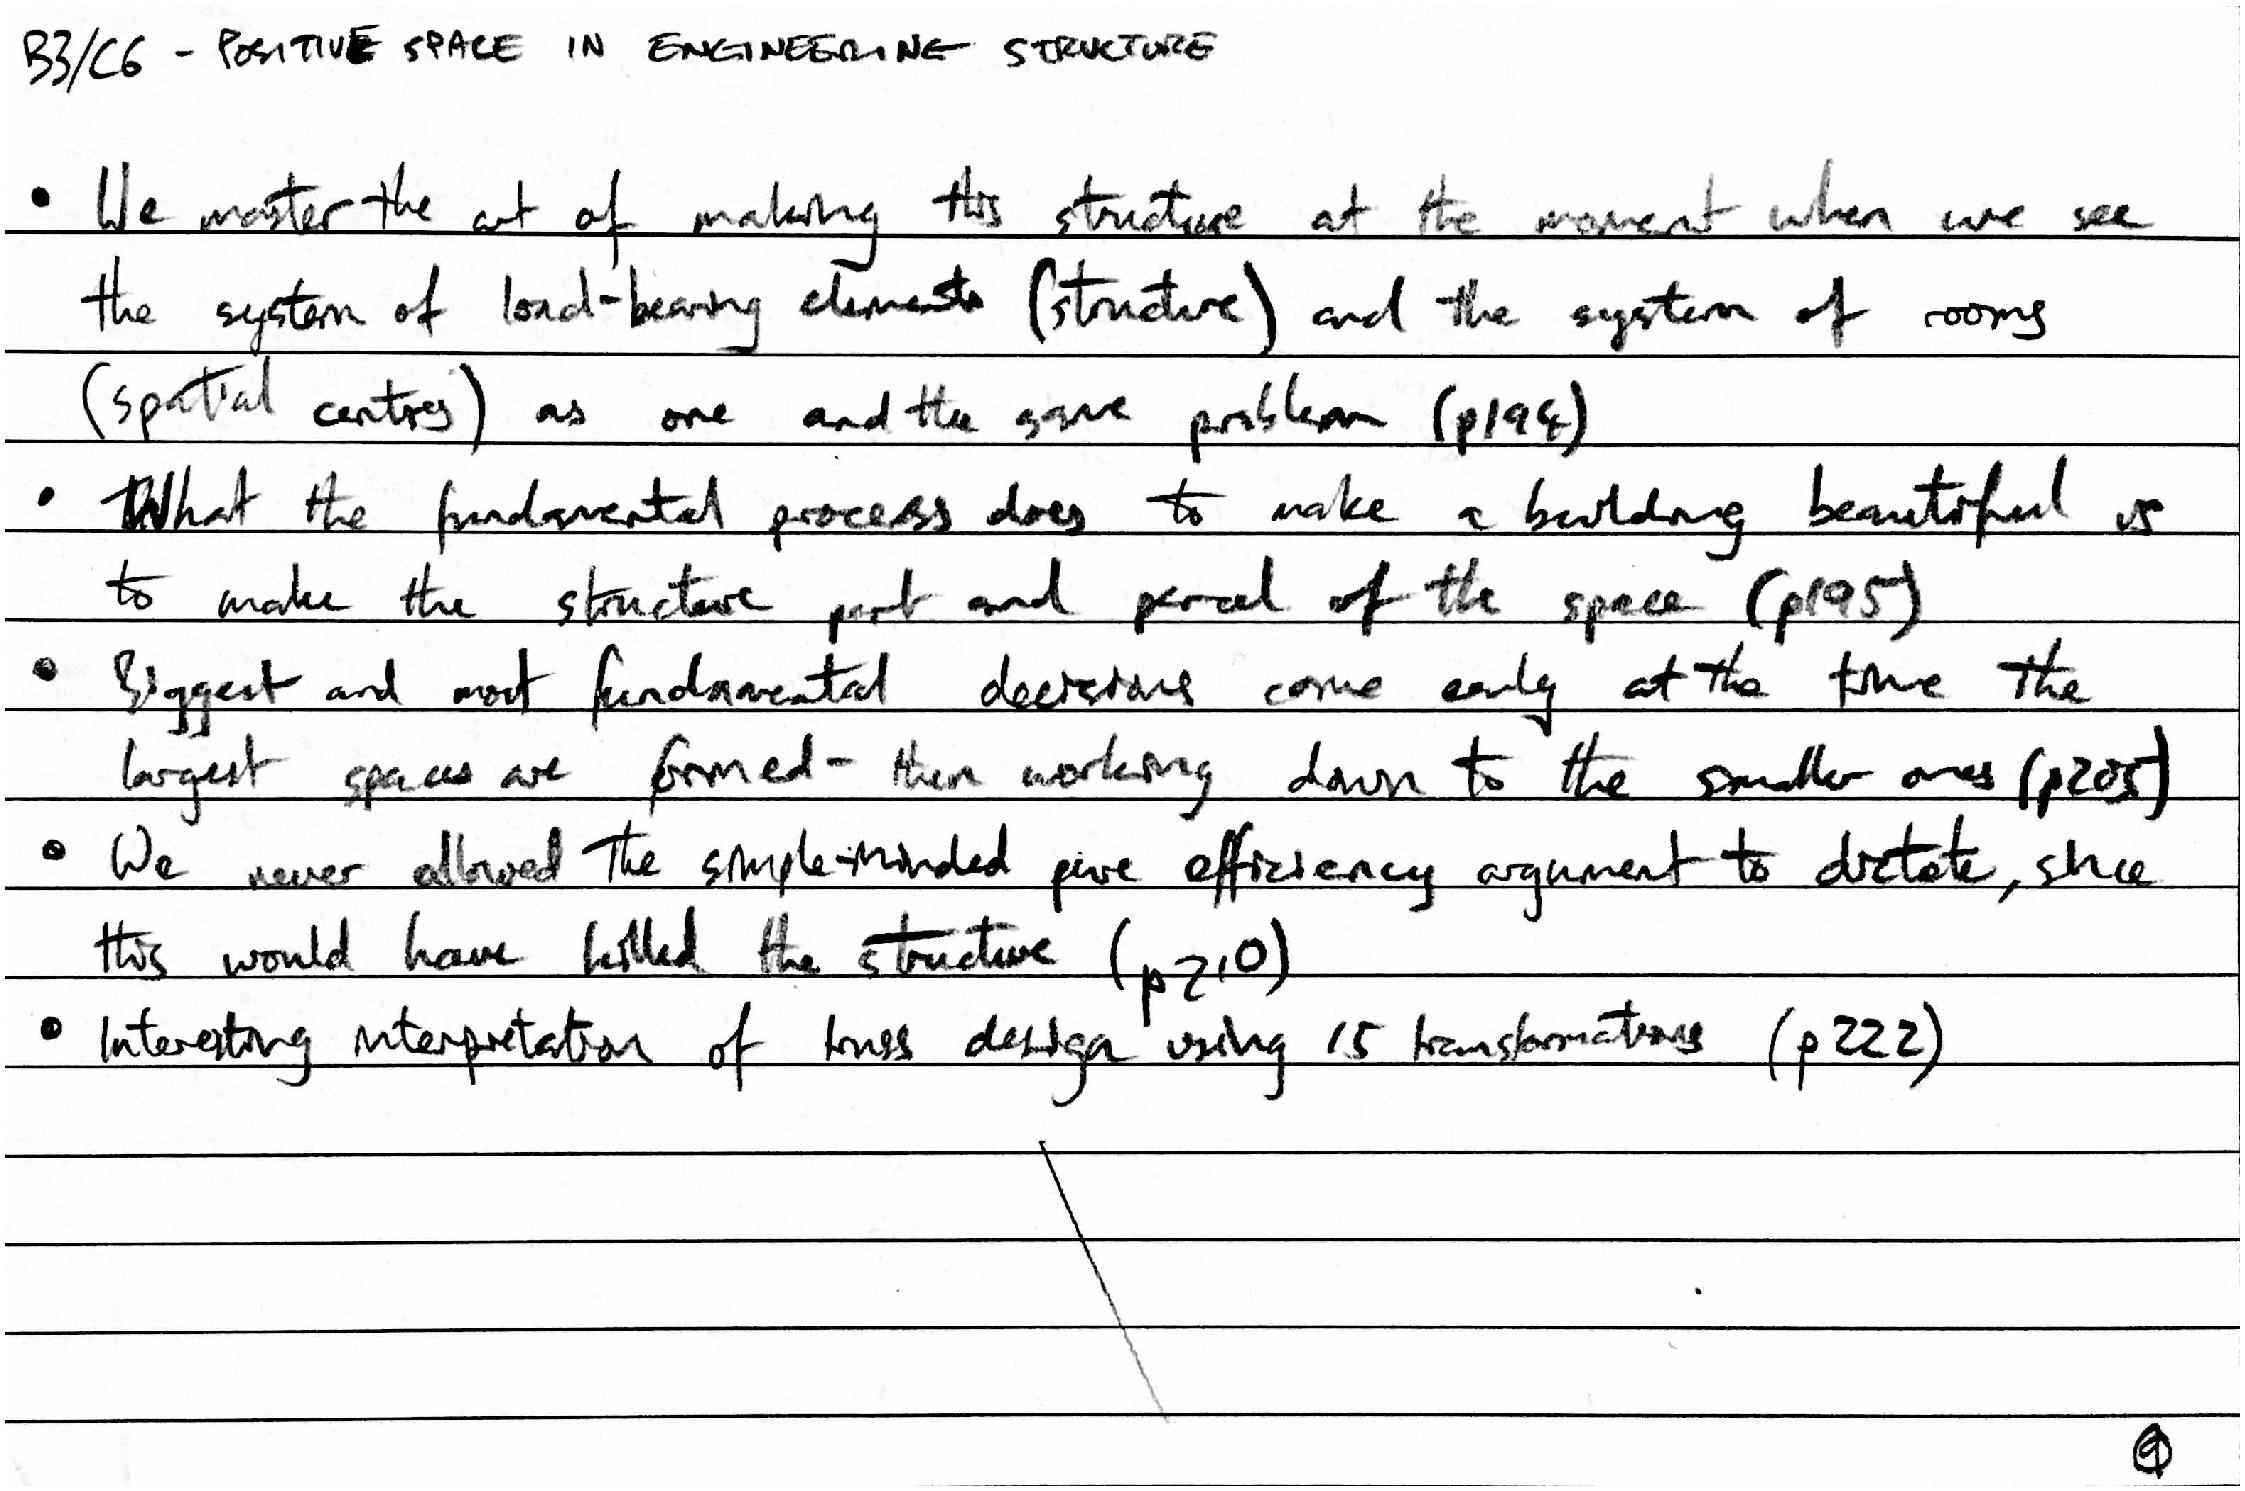 B3/C6 - POSITIVE SPACE IN ENGINEERING STRUCTURE
• We master the art of making this structure at the moment when we see
the system of load-bearing elements (structure) and the system of rooms
(spatial centres) as one and the same problem (p194)
• What the fundamental process does to make a building beautiful is
to make the structure part and parcel of the space (p195)
• Biggest and most fundamental decisions come early at the time the
largest spaces are formed - then working down to the smaller ones (p205)
• We never allowed the simple-minded pure efficiency argument to dictate, since
this would have killed the structure (p210)
• Interesting interpretation of truss design using 15 transformations (p222)